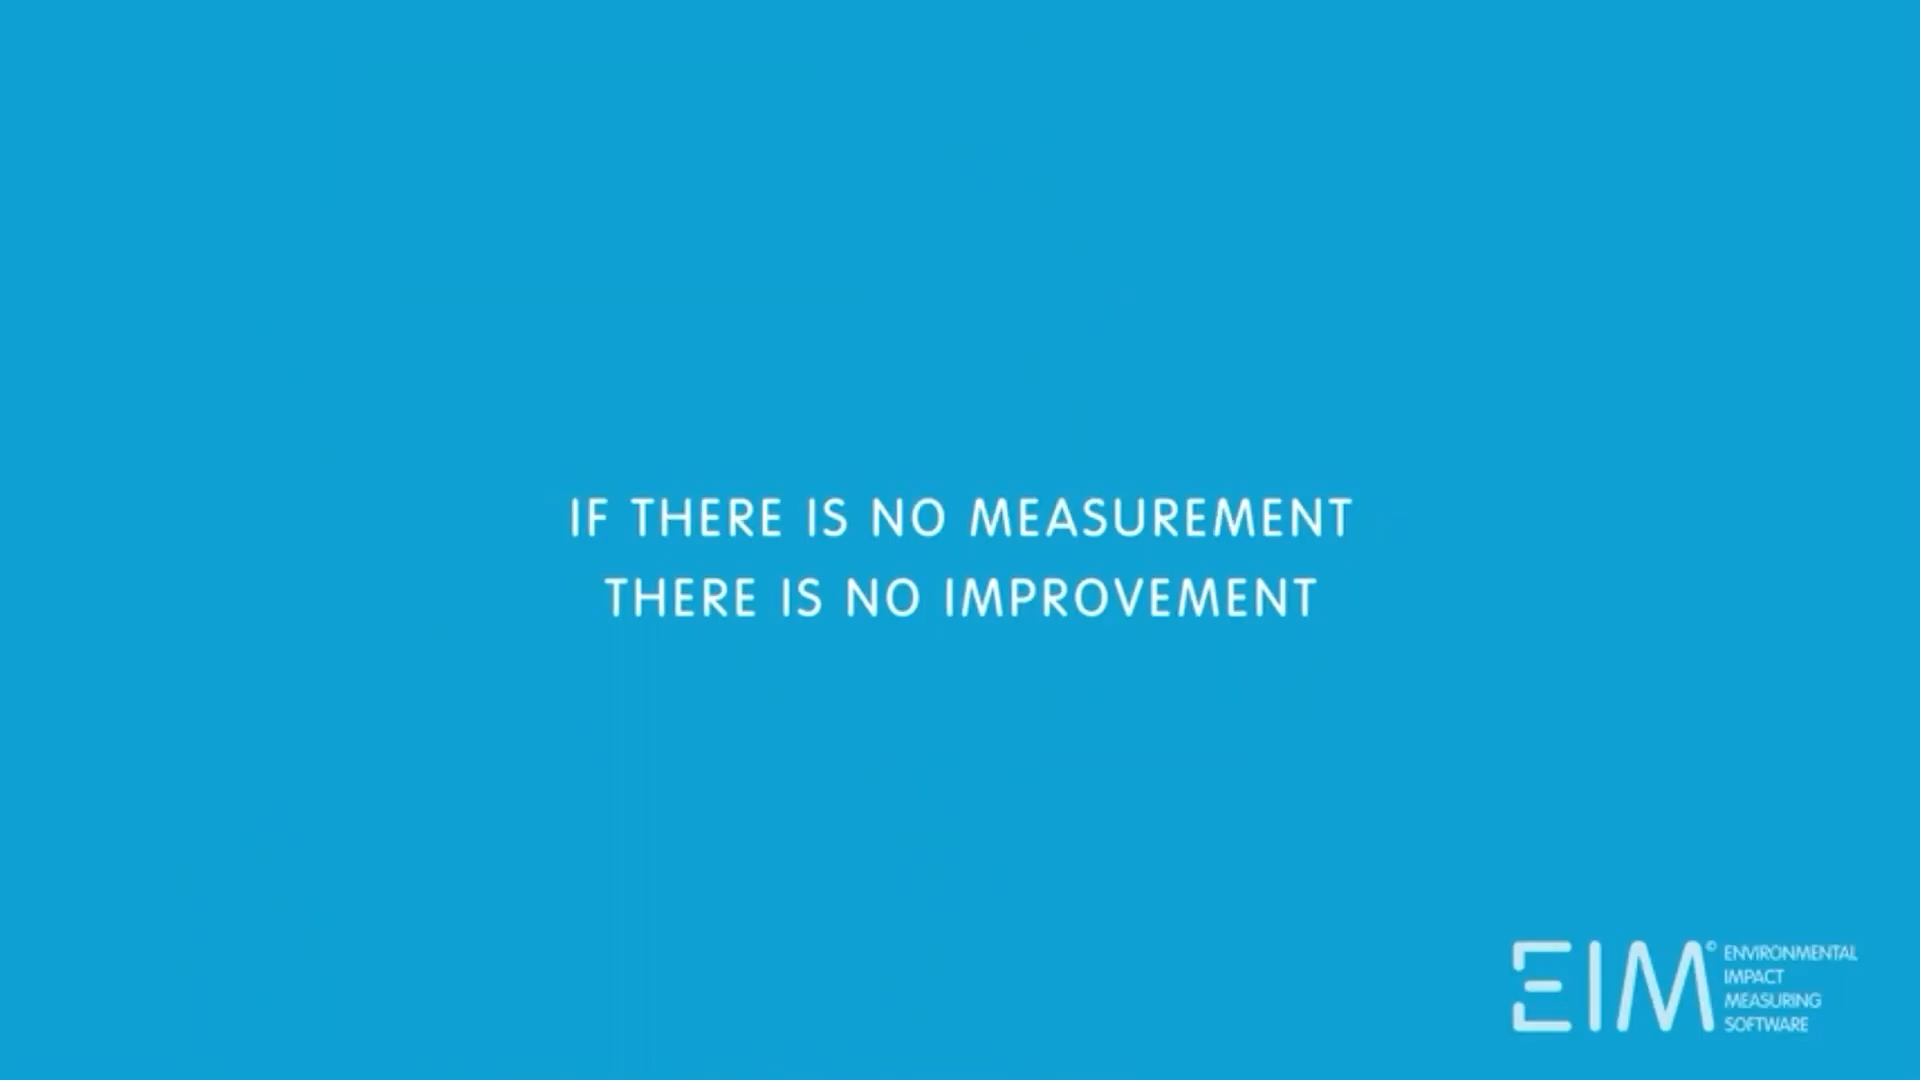 IF THERE IS NO MEASUREMENT
THERE IS NO IMPROVEMENT
EIM©
ENVIRONMENTAL
IMPACT
MEASURING
SOFTWARE